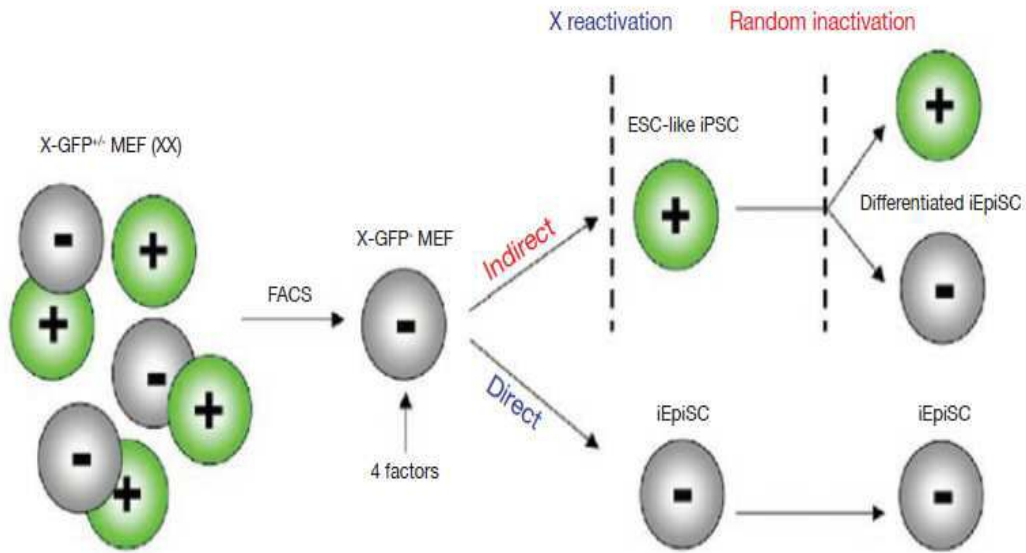 X reactivation
Random inactivation
X-GFP+/- MEF (XX)
ESC-like iPSC
X-GFP- MEF
Differentiated iEpiSC
FACS
Indirect
Direct
4 factors
iEpiSC
iEpiSC
+
-
+
-
+
-
+
-
+
+
-
-
-